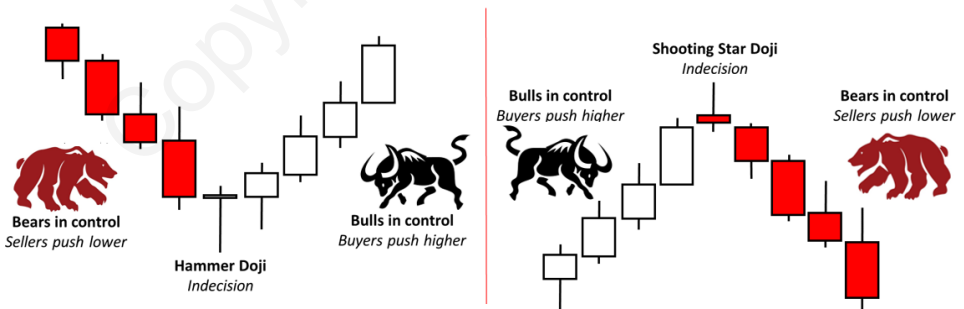 Copy
Bears in control
Sellers push lower
Hammer Doji
Indecision
Bulls in control
Buyers push higher
Shooting Star Doji
Indecision
Bulls in control
Buyers push higher
Bears in control
Sellers push lower